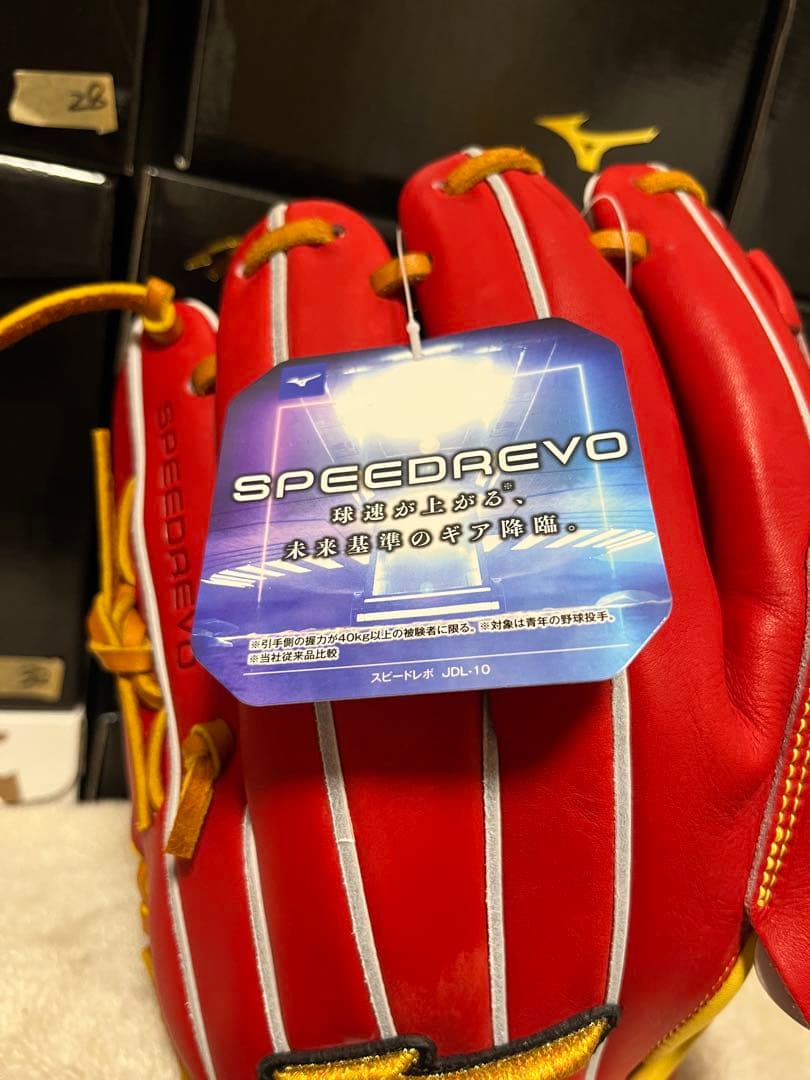 28
SPEEDREVO
SPEEDREVO
球速が上がる※、
未来基準のギア降臨。
※引手側の握力が40kg以上の被験者に限る。※対象は青年の野球投手。
※当社従来品比較
スピードレボ JDL-10